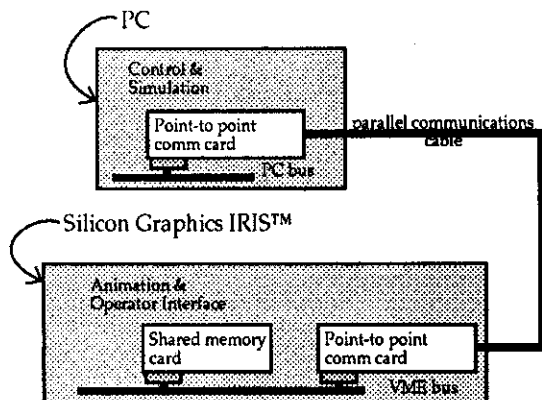 PC
Control &
Simulation
Point-to point
comm card
parallel communications
cable
PC bus
Silicon Graphics IRIS™
Animation &
Operator Interface
Shared memory
card
Point-to point
comm card
VME bus